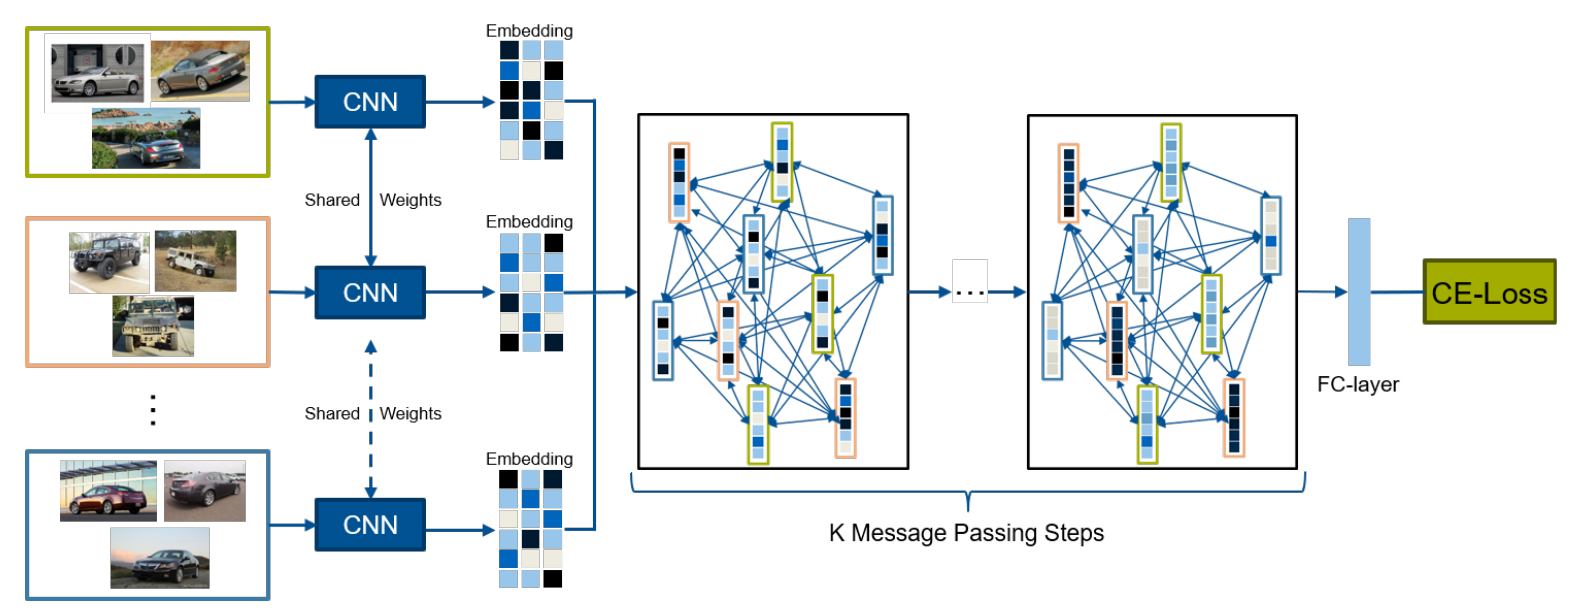 Embedding
CNN
Shared Weights
Embedding
CNN
...
CE-Loss
FC-layer
Shared Weights
Embedding
CNN
K Message Passing Steps